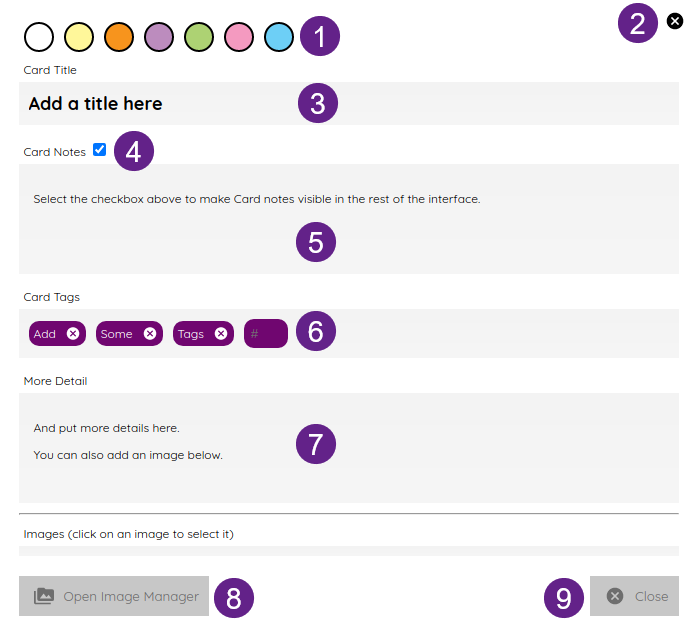 1
2
Card Title
Add a title here
3
Card Notes
4
Select the checkbox above to make Card notes visible in the rest of the interface.
5
Card Tags
Add Some Tags #
6
More Detail
And put more details here.
7
You can also add an image below.
Images (click on an image to select it)
Open Image Manager
8
9
Close